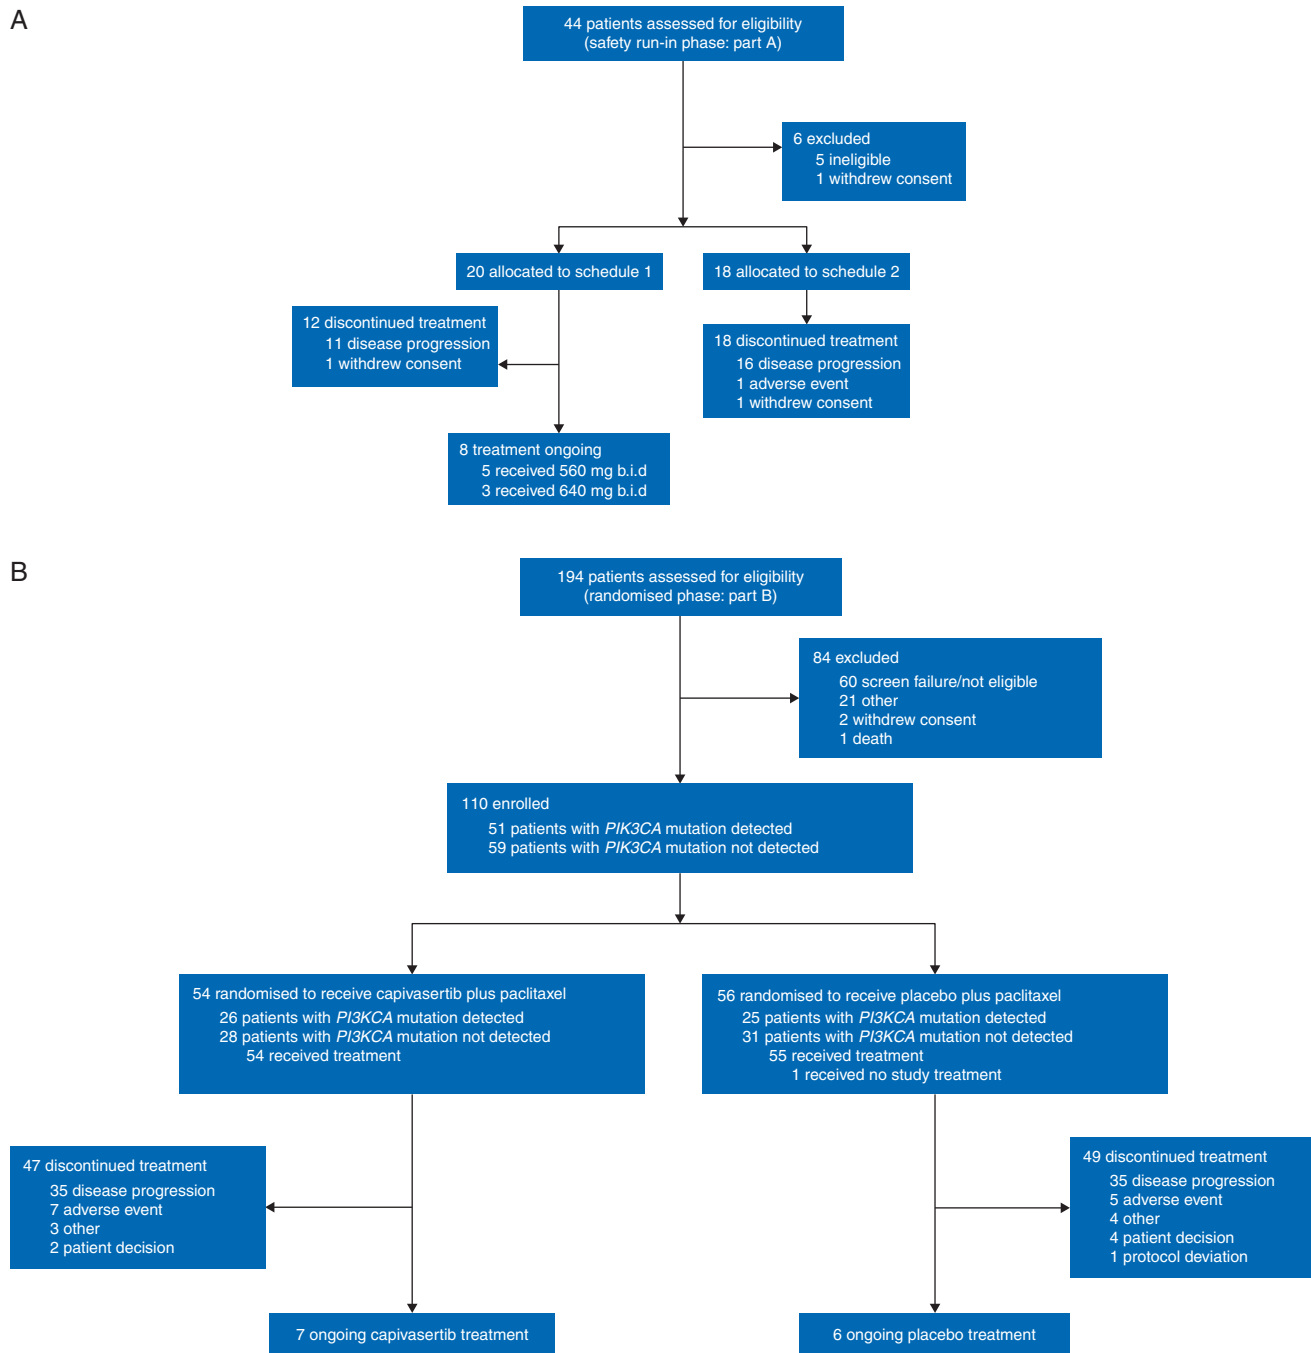 A
44 patients assessed for eligibility
(safety run-in phase: part A)
6 excluded
5 ineligible
1 withdrew consent
20 allocated to schedule 1
18 allocated to schedule 2
12 discontinued treatment
11 disease progression
1 withdrew consent
18 discontinued treatment
16 disease progression
1 adverse event
1 withdrew consent
8 treatment ongoing
5 received 560 mg b.i.d
3 received 640 mg b.i.d
B
194 patients assessed for eligibility
(randomised phase: part B)
84 excluded
60 screen failure/not eligible
21 other
2 withdrew consent
1 death
110 enrolled
51 patients with PIK3CA mutation detected
59 patients with PIK3CA mutation not detected
54 randomised to receive capivasertib plus paclitaxel
26 patients with PI3KCA mutation detected
28 patients with PI3KCA mutation not detected
54 received treatment
56 randomised to receive placebo plus paclitaxel
25 patients with PI3KCA mutation detected
31 patients with PI3KCA mutation not detected
55 received treatment
1 received no study treatment
47 discontinued treatment
35 disease progression
7 adverse event
3 other
2 patient decision
49 discontinued treatment
35 disease progression
5 adverse event
4 other
4 patient decision
1 protocol deviation
7 ongoing capivasertib treatment
6 ongoing placebo treatment